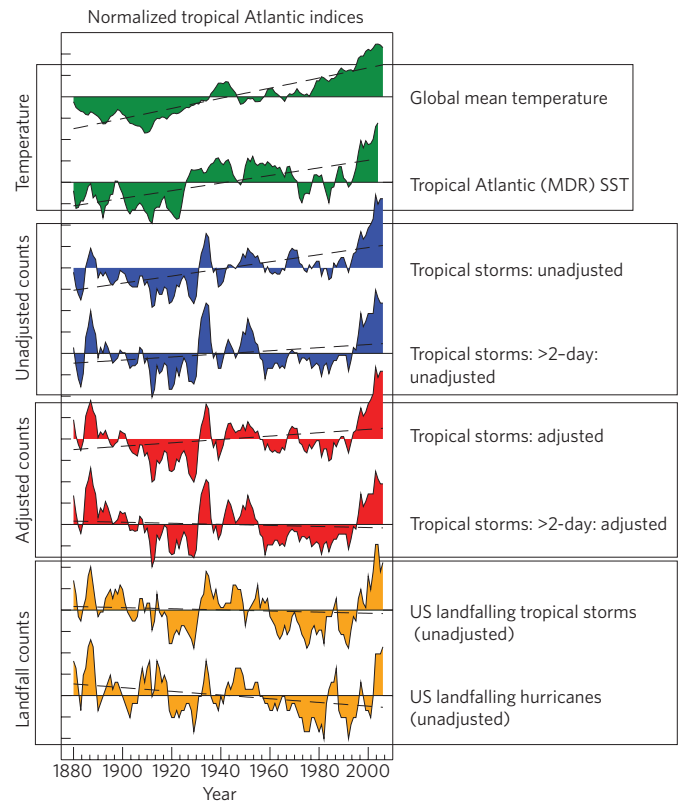 Normalized tropical Atlantic indices
Temperature
Global mean temperature
Tropical Atlantic (MDR) SST
Unadjusted counts
Tropical storms: unadjusted
Tropical storms: >2–day:
unadjusted
Adjusted counts
Tropical storms: adjusted
Tropical storms: >2-day: adjusted
Landfall counts
US landfalling tropical storms
(unadjusted)
US landfalling hurricanes
(unadjusted)
1880 1900 1920 1940 1960 1980 2000
Year